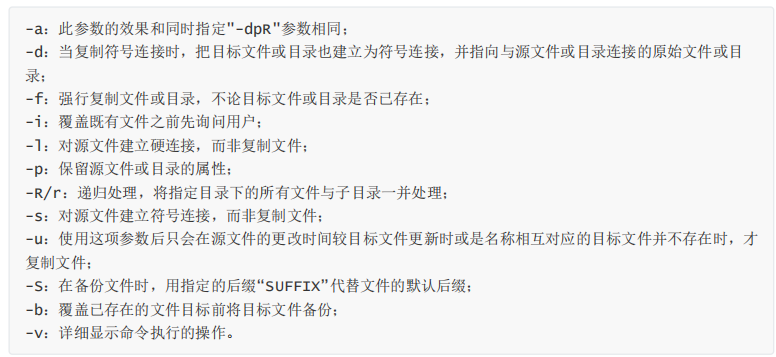 -a：此参数的效果和同时指定"-dpR"参数相同；
-d：当复制符号连接时，把目标文件或目录也建立为符号连接，并指向与源文件或目录连接的原始文件或目
录；
-f：强行复制文件或目录，不论目标文件或目录是否已存在；
-i：覆盖既有文件之前先询问用户；
-l：对源文件建立硬连接，而非复制文件；
-p：保留源文件或目录的属性；
-R/r：递归处理，将指定目录下的所有文件与子目录一并处理；
-s：对源文件建立符号连接，而非复制文件；
-u：使用这项参数后只会在源文件的更改时间较目标文件更新时或是名称相互对应的目标文件并不存在时，才
复制文件；
-S：在备份文件时，用指定的后缀“SUFFIX”代替文件的默认后缀；
-b：覆盖已存在的文件目标前将目标文件备份；
-v：详细显示命令执行的操作。